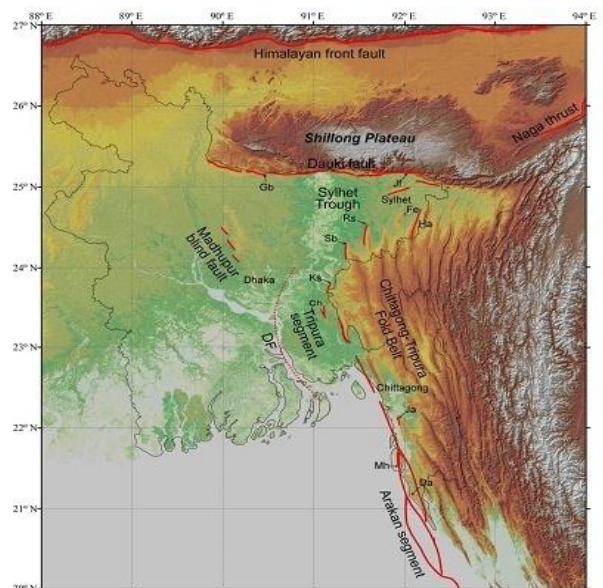 88° E
89° E
90° E
91° E
92° E
93° E
94° E
27° N
Himalayan front fault
26° N
Naga thrust
Shillong Plateau
Dauki fault
25° N
Gb
Jf
Sylhet
Trough
Sylhet
Fe
Rs
Ha
Sb
Madhupur
blind fault
24° N
Dhaka
Ks
Ch
Tripura
segment
Chittagong-Tripura
Fold Belt
DF
23° N
Chittagong
Ja
22° N
Mh
Da
21° N
Arakan segment
20° N